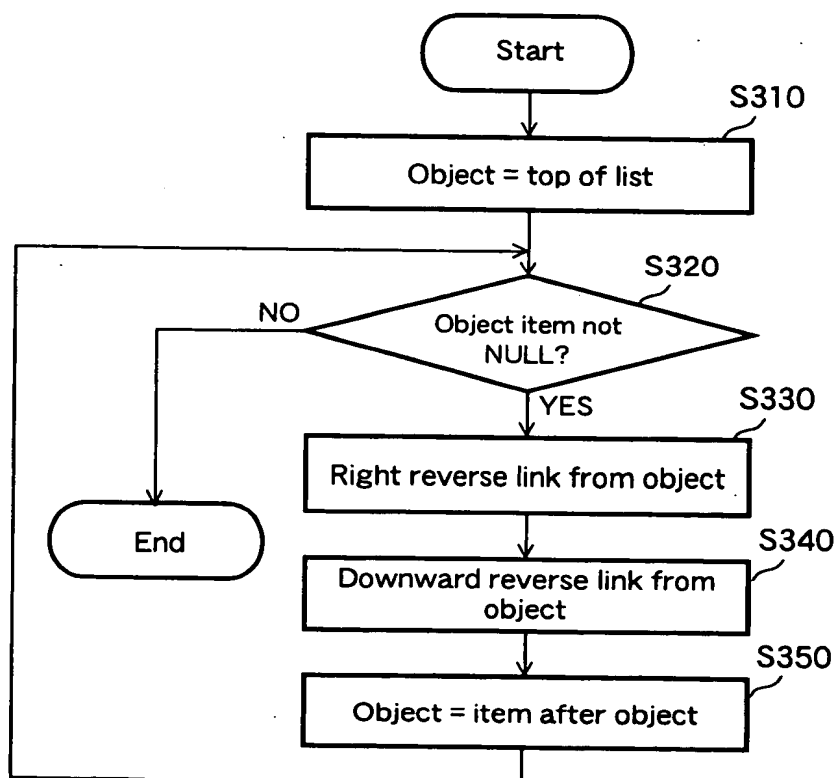 Start
S310
Object = top of list
S320
NO
Object item not
NULL?
YES
S330
Right reverse link from object
End
S340
Downward reverse link from
object
S350
Object = item after object